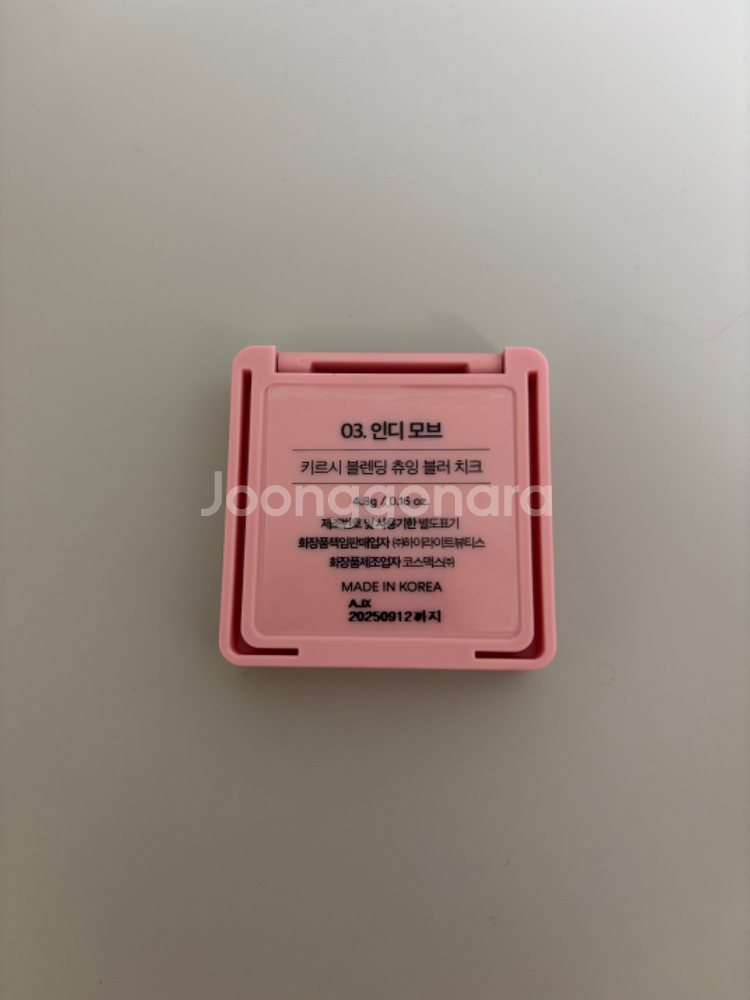 03. 인디 모브
키르시 블렌딩 츄잉 블러 치크
Joonggonara
4.8g / 0.16 oz.
제조번호 및 사용기한 별도표기
화장품책임판매업자 ㈜하이라이트뷰티스
화장품제조업자 코스맥스㈜
MADE IN KOREA
AJX
20250912까지